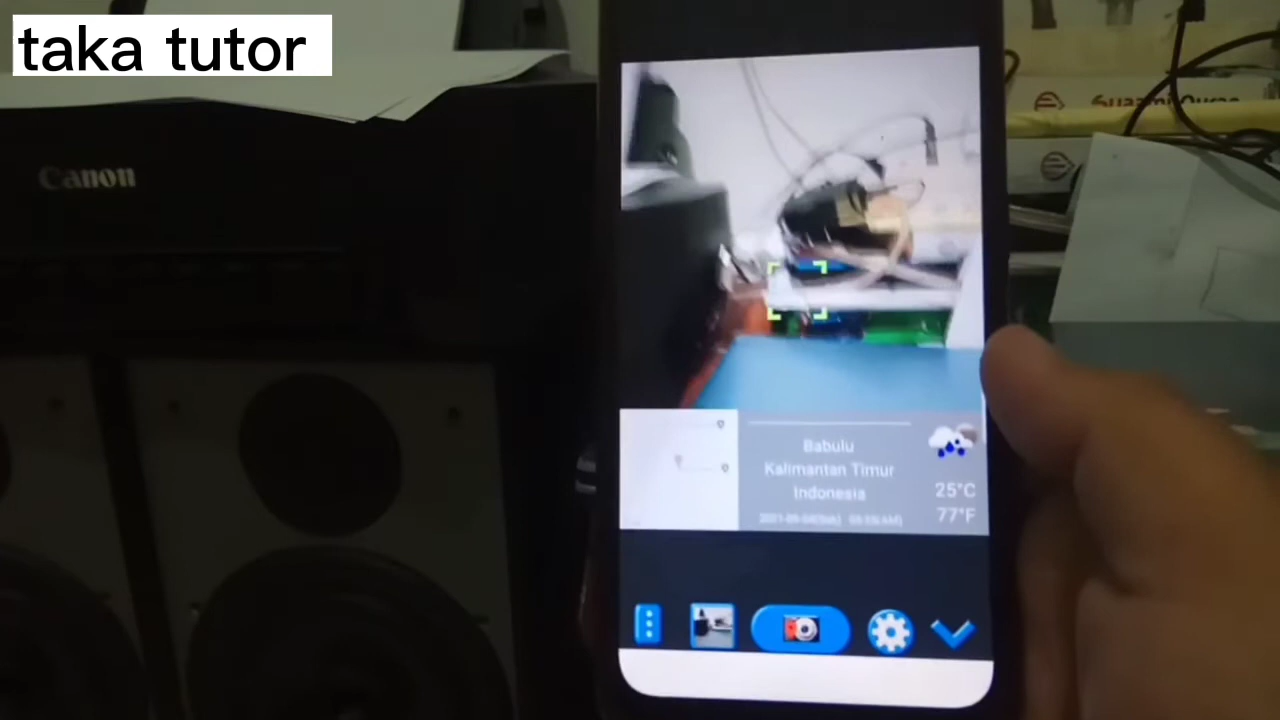 taka tutor
Canon
Babulu
Kalimantan Timur
Indonesia
25°C
77°F